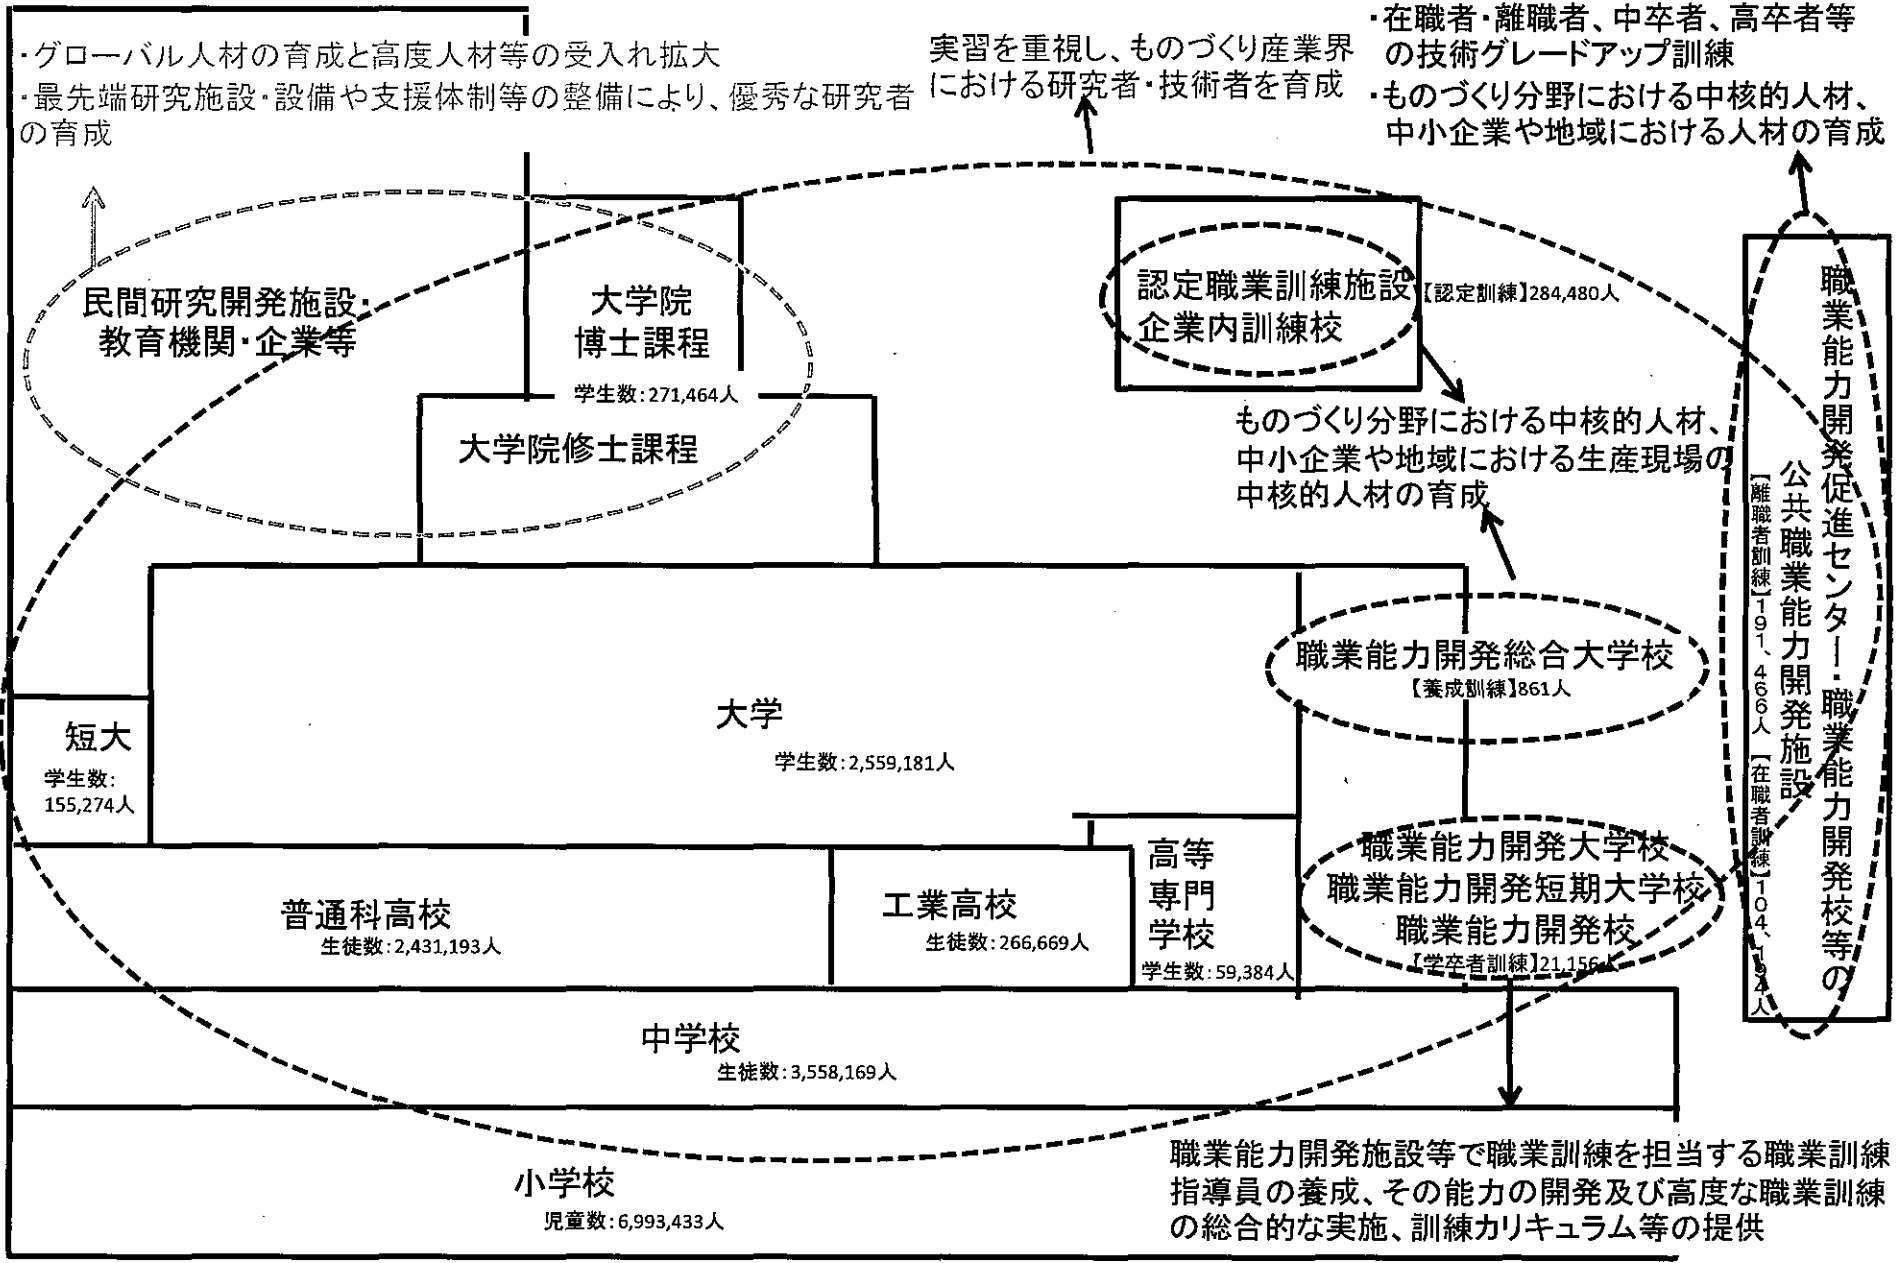 ・グローバル人材の育成と高度人材等の受入れ拡大
・最先端研究施設・設備や支援体制等の整備により、優秀な研究者
の育成
実習を重視し、ものづくり産業界
における研究者・技術者を育成
・在職者・離職者、中卒者、高卒者等
の技術グレードアップ訓練
・ものづくり分野における中核的人材、
中小企業や地域における人材の育成
民間研究開発施設・
教育機関・企業等
大学院
博士課程
学生数：271,464人
大学院修士課程
認定職業訓練施設
企業内訓練校
【認定訓練】284,480人
ものづくり分野における中核的人材、
中小企業や地域における生産現場の
中核的人材の育成
職業能力開発促進センター・職業能力開発校等の
公共職業能力開発施設
【離職者訓練】191、466人 【在職者訓練】104、194人
職業能力開発総合大学校
【養成訓練】861人
大学
学生数：2,559,181人
短大
学生数：
155,274人
職業能力開発大学校
職業能力開発短期大学校
職業能力開発校
【学卒者訓練】21,156人
高等
専門
学校
学生数：59,384人
普通科高校
生徒数：2,431,193人
工業高校
生徒数：266,669人
中学校
生徒数：3,558,169人
小学校
児童数：6,993,433人
職業能力開発施設等で職業訓練を担当する職業訓練
指導員の養成、その能力の開発及び高度な職業訓練
の総合的な実施、訓練カリキュラム等の提供